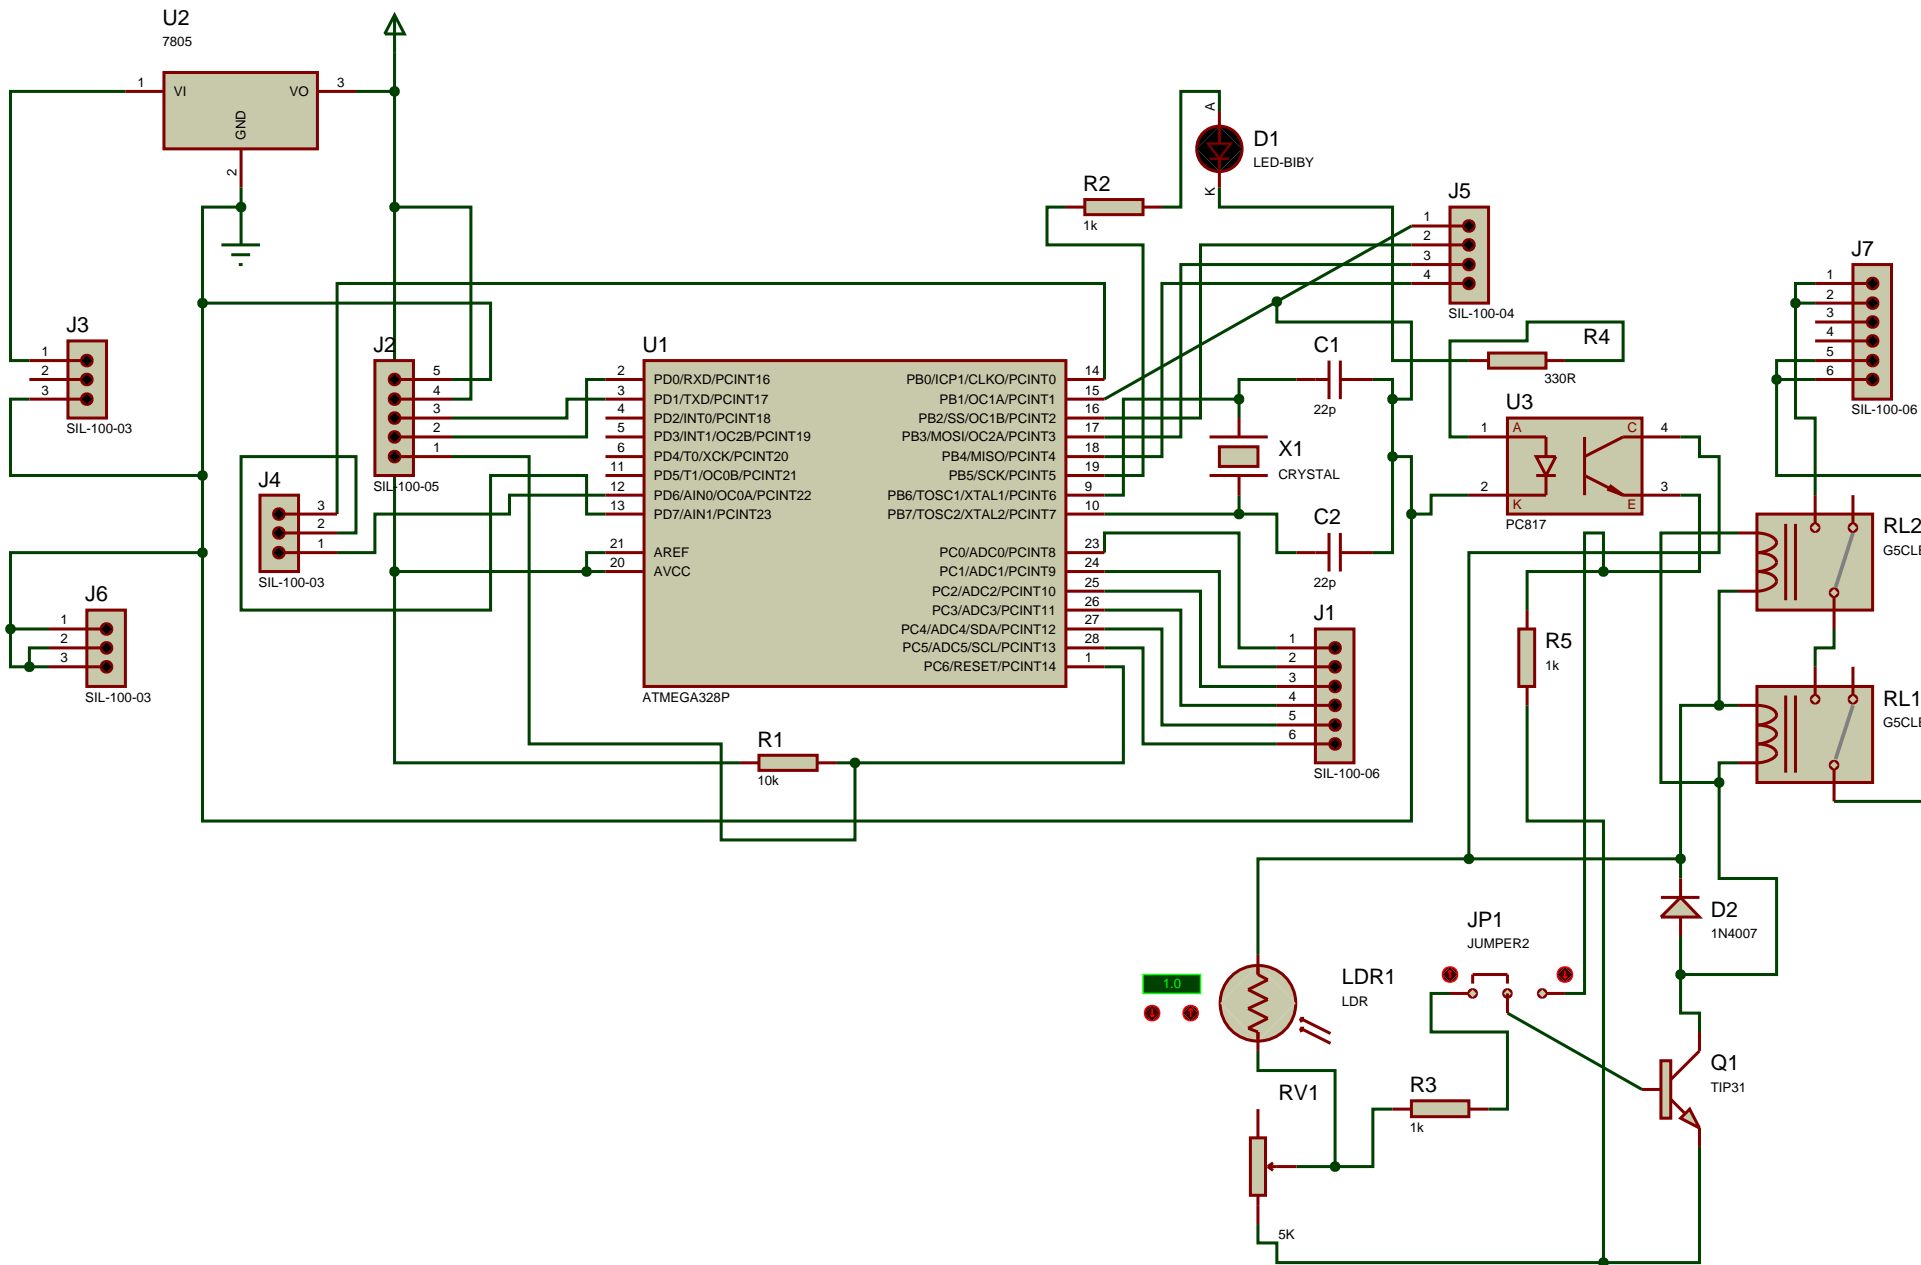 U2
7805
1
VI
VO
3
GND
2
J3
1
2
3
SIL-100-03
J2
5
4
3
2
1
SIL-100-05
J4
3
2
1
SIL-100-03
J6
1
2
3
SIL-100-03
U1
2 PD0/RXD/PCINT16
3 PD1/TXD/PCINT17
4 PD2/INT0/PCINT18
5 PD3/INT1/OC2B/PCINT19
6 PD4/T0/XCK/PCINT20
11 PD5/T1/OC0B/PCINT21
12 PD6/AIN0/OC0A/PCINT22
13 PD7/AIN1/PCINT23
21 AREF
20 AVCC
PB0/ICP1/CLKO/PCINT0 14
PB1/OC1A/PCINT1 15
PB2/SS/OC1B/PCINT2 16
PB3/MOSI/OC2A/PCINT3 17
PB4/MISO/PCINT4 18
PB5/SCK/PCINT5 19
PB6/TOSC1/XTAL1/PCINT6 9
PB7/TOSC2/XTAL2/PCINT7 10
PC0/ADC0/PCINT8 23
PC1/ADC1/PCINT9 24
PC2/ADC2/PCINT10 25
PC3/ADC3/PCINT11 26
PC4/ADC4/SDA/PCINT12 27
PC5/ADC5/SCL/PCINT13 28
PC6/RESET/PCINT14 1
ATMEGA328P
R1
10k
R2
1k
A
K
D1
LED-BIBY
J5
1
2
3
4
SIL-100-04
C1
22p
X1
CRYSTAL
C2
22p
J1
1
2
3
4
5
6
SIL-100-06
R4
330R
U3
1
A
C
4
2
K
E
3
PC817
J7
1
2
3
4
5
6
SIL-100-06
RL2
G5CLE
RL1
G5CLE
R5
1k
D2
1N4007
JP1
JUMPER2
1.0
LDR1
LDR
RV1
5K
R3
1k
Q1
TIP31